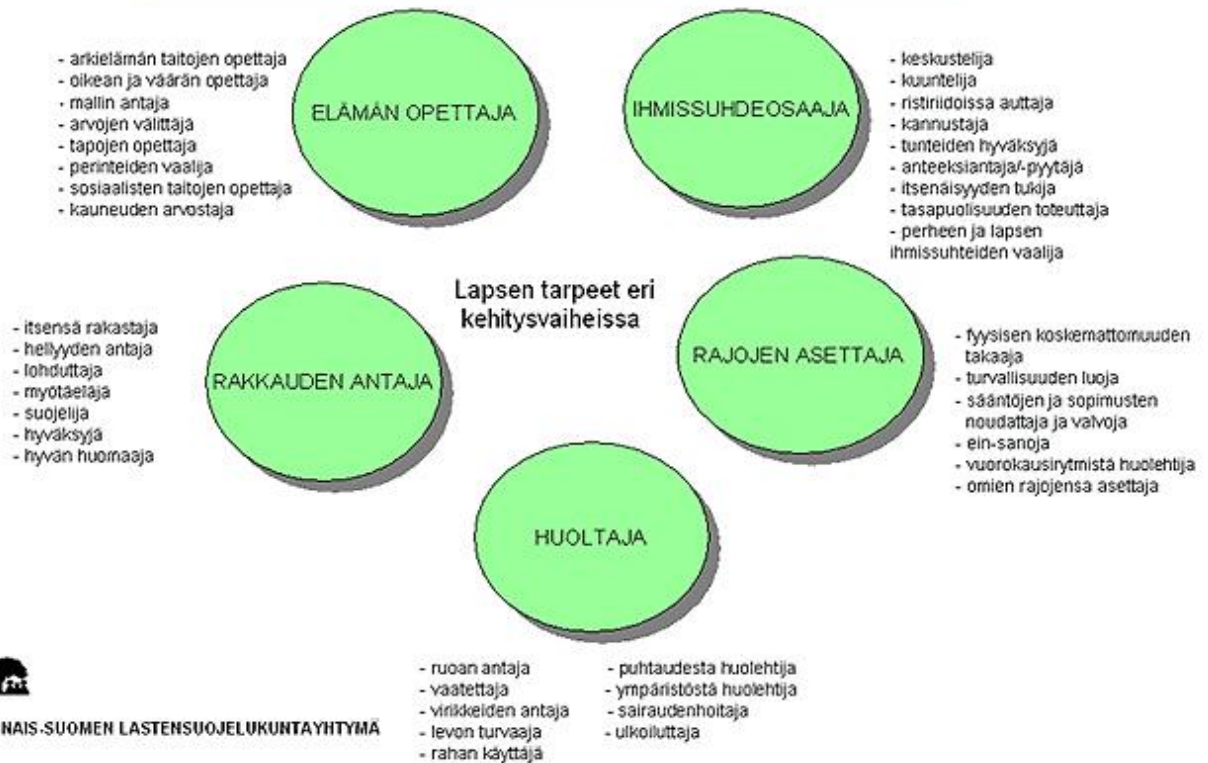 - arkielämän taitojen opettaja
- oikean ja väärän opettaja
- mallin antaja
- arvojen välittäjä
- tapojen opettaja
- perinteiden vaalija
- sosiaalisten taitojen opettaja
- kauneuden arvostaja
ELÄMÄN OPETTAJA
IHMISSUHDEOSAAJA
- keskustelija
- kuuntelija
- ristiriidoissa auttaja
- kannustaja
- tunteiden hyväksyjä
- anteeksiantaja/-pyytäjä
- itsenäisyyden tukija
- tasapuolisuuden toteuttaja
- perheen ja lapsen
ihmissuhteiden vaalija
Lapsen tarpeet eri
kehitysvaiheissa
- itsensä rakastaja
- hellyyden antaja
- lohduttaja
- myötäeläjä
- suojelija
- hyväksyjä
- hyvän huomaaja
RAKKAUDEN ANTAJA
RAJOJEN ASETTAJA
- fyysisen koskemattomuuden
takaaja
- turvallisuuden luoja
- sääntöjen ja sopimusten
noudattaja ja valvoja
- ein-sanoja
- vuorokausirytmistä huolehtija
- omien rajojensa asettaja
HUOLTAJA
- ruoan antaja
- vaatettaja
- virikkeiden antaja
- levon turvaaja
- rahan käyttäjä
- puhtaudesta huolehtija
- ympäristöstä huolehtija
- sairaudenhoitaja
- ulkoiluttaja
NAIS-SUOMEN LASTENSUOJELUKUNTAYHTYMÄ